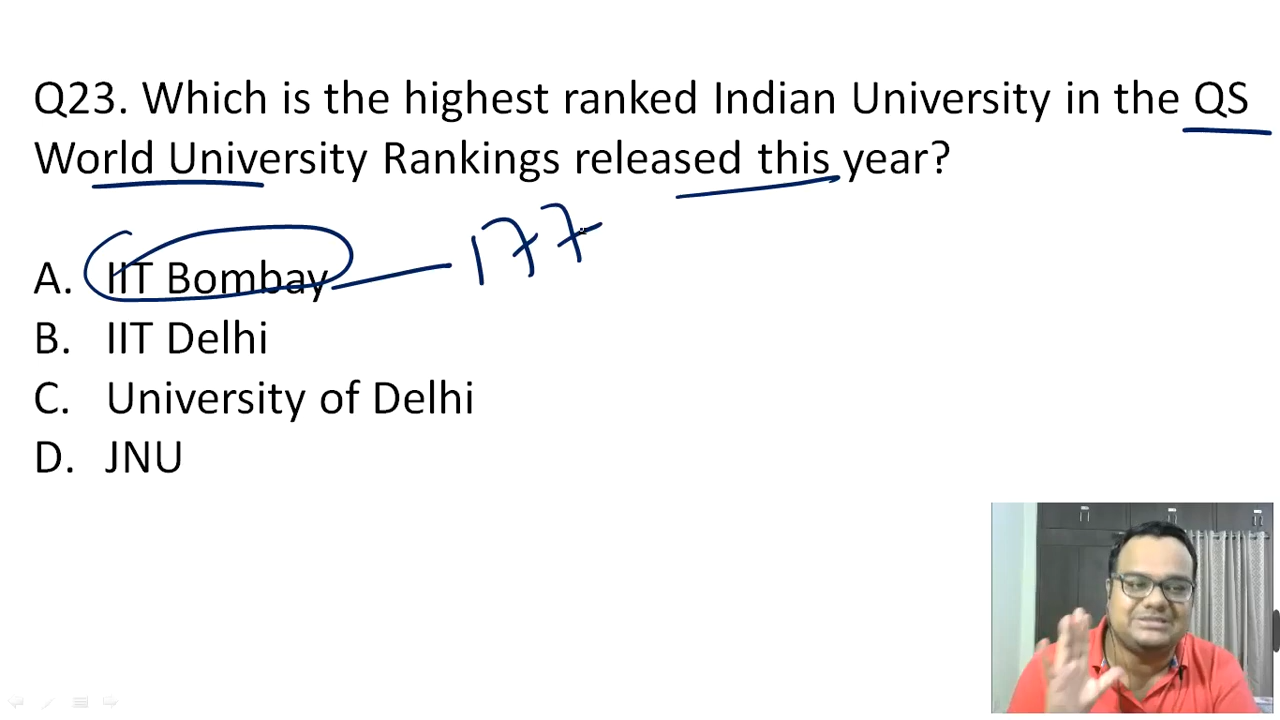 Q23. Which is the highest ranked Indian University in the QS
World University Rankings released this year?
A. IIT Bombay 177
B. IIT Delhi
C. University of Delhi
D. JNU